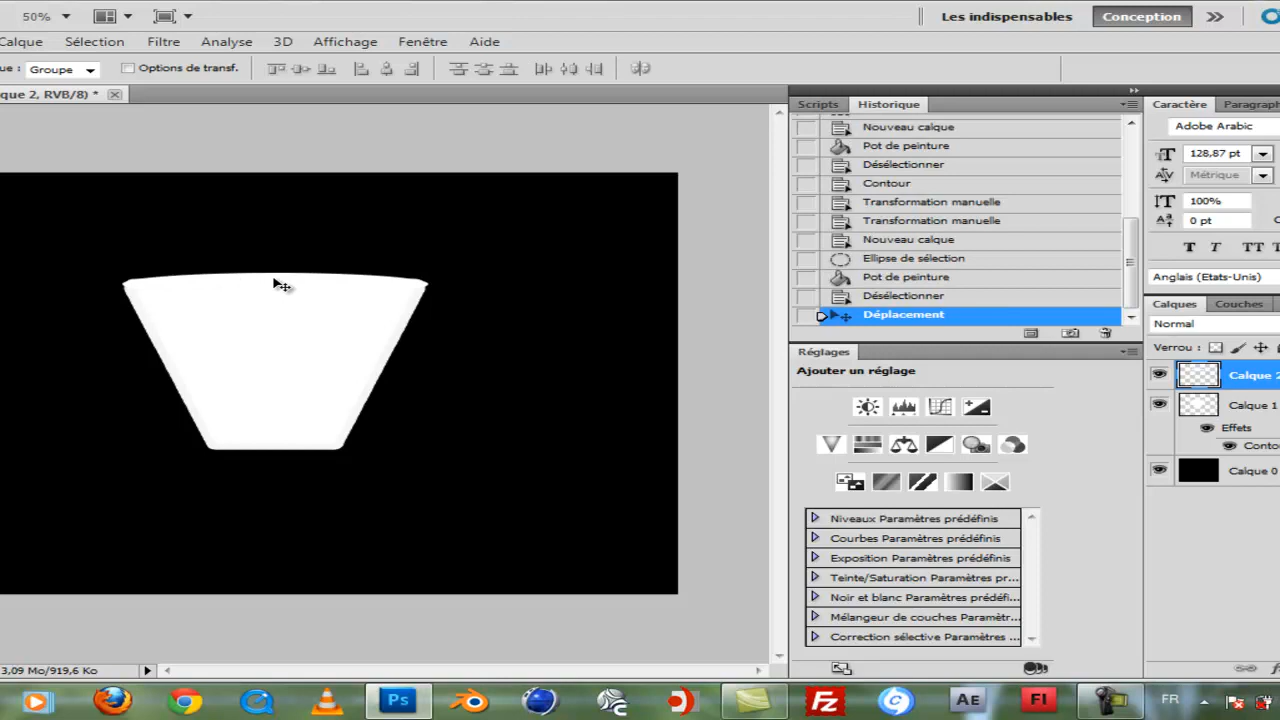 50%
Les indispensables
Conception
Calque
Sélection
Filtre
Analyse
3D
Affichage
Fenêtre
Aide
que :
Groupe
Options de transf.
que 2, RVB/8) *
Scripts
Historique
Nouveau calque
Pot de peinture
Désélectionner
Contour
Transformation manuelle
Transformation manuelle
Nouveau calque
Ellipse de sélection
Pot de peinture
Désélectionner
Déplacement
Caractère
Paragraph
Adobe Arabic
128,87 pt
Métrique
100%
0 pt
T
T
TT
Anglais (Etats-Unis)
Calques
Couches
Normal
Verrou :
Calque 2
Calque 1
Effets
Conto
Calque 0
Réglages
Ajouter un réglage
Niveaux Paramètres prédéfinis
Courbes Paramètres prédéfinis
Exposition Paramètres prédéfinis
Teinte/Saturation Paramètres pr...
Noir et blanc Paramètres prédéfi...
Mélangeur de couches Paramètr...
Correction sélective Paramètres ...
3,09 Mo/919,6 Ko
Ps
Fz
AE
Fl
FR